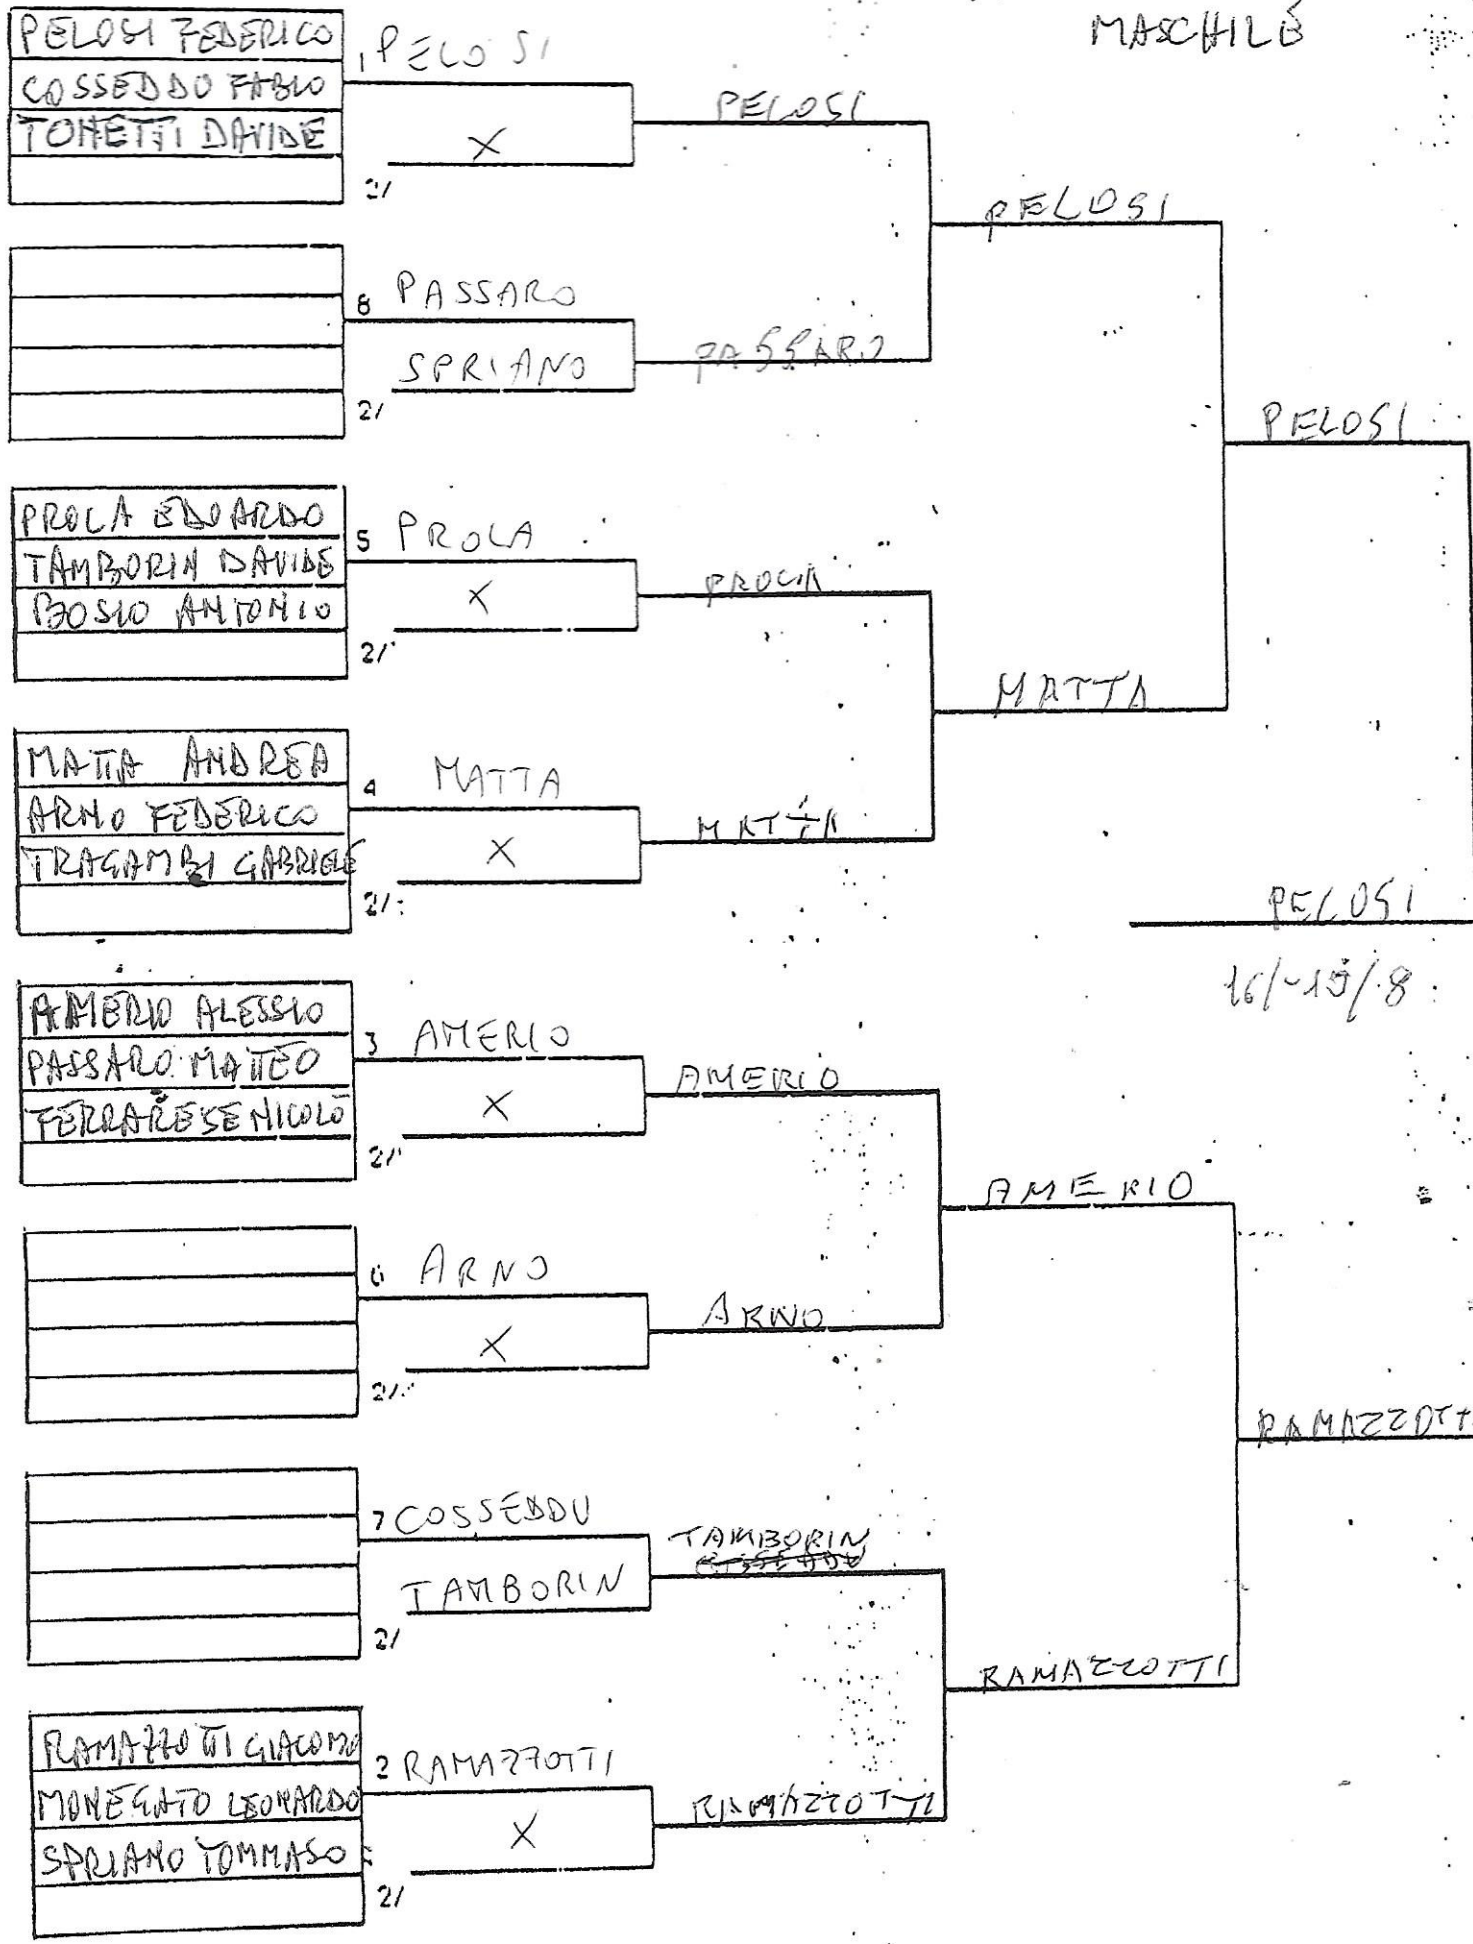 MASCHILE
PELOSI FEDERICO
COSSEDDU FABIO
TONETTI DAVIDE
1 PELOSI
X
2/
PELOSI
8 PASSARO
SPRIANO
2/
PASSARO
PELOSI
PROLA EDOARDO
TAMBORIN DAVIDE
BOSIO ANTONIO
5 PROLA
X
2/
PROLA
MATTA ANDREA
ARNO FEDERICO
TRAGAMBI GABRIELE
4 MATTA
X
2/
MATTA
MATTA
PELOSI
PELOSI
AMERIO ALESSIO
PASSARO MATTEO
FERRARESE NICOLÒ
3 AMERIO
X
2/
AMERIO
6 ARNO
X
2/
ARNO
AMERIO
7 COSSEDDU
TAMBORIN
2/
TAMBORIN
RAMAZZOTTI GIACOMO
MONEGATO LEONARDO
SPRIANO TOMMASO
2 RAMAZZOTTI
X
2/
RAMAZZOTTI
RAMAZZOTTI
RAMAZZOTT